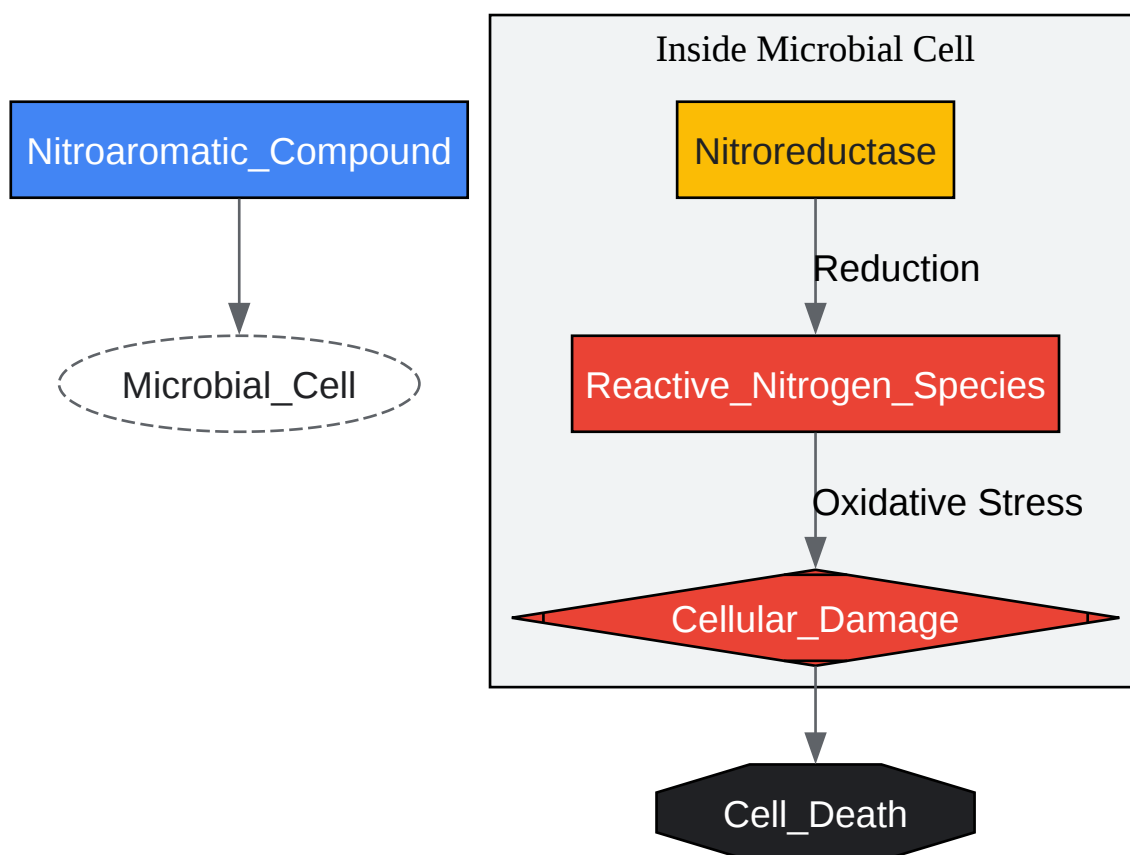 Inside Microbial Cell
Nitroaromatic_Compound
Nitroreductase
Reduction
Microbial_Cell
Reactive_Nitrogen_Species
Oxidative Stress
Cellular_Damage
Cell_Death